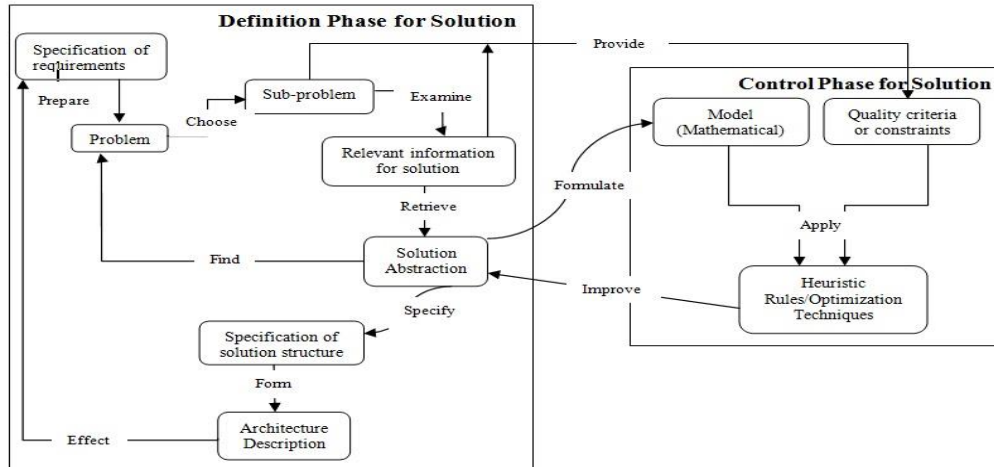 Definition Phase for Solution
Specification of
requirements
Prepare
Problem
Choose
Sub-problem
Examine
Relevant information
for solution
Retrieve
Solution
Abstraction
Find
Specify
Specification of
solution structure
Form
Architecture
Description
Effect
Provide
Formulate
Improve
Control Phase for Solution
Model
(Mathematical)
Quality criteria
or constraints
Apply
Heuristic
Rules/Optimization
Techniques